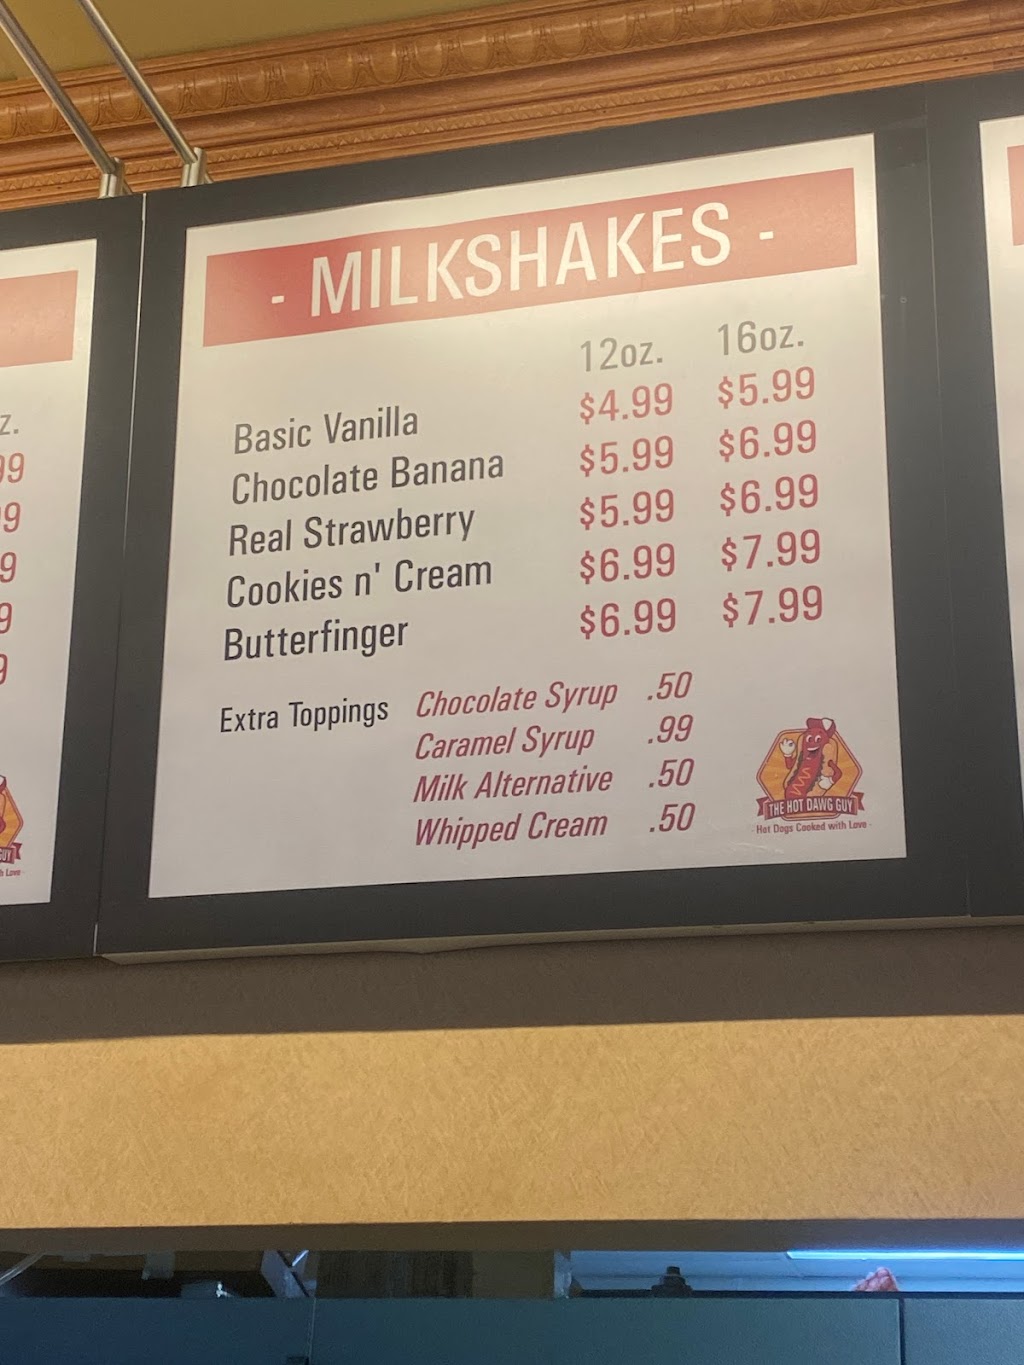 - MILKSHAKES -
12oz. 16oz.
Basic Vanilla $4.99 $5.99
Chocolate Banana $5.99 $6.99
Real Strawberry $5.99 $6.99
Cookies n' Cream $6.99 $7.99
Butterfinger $6.99 $7.99
Extra Toppings Chocolate Syrup .50
Caramel Syrup .99
Milk Alternative .50
Whipped Cream .50
THE HOT DAWG GUY
- Hot Dogs Cooked with Love -